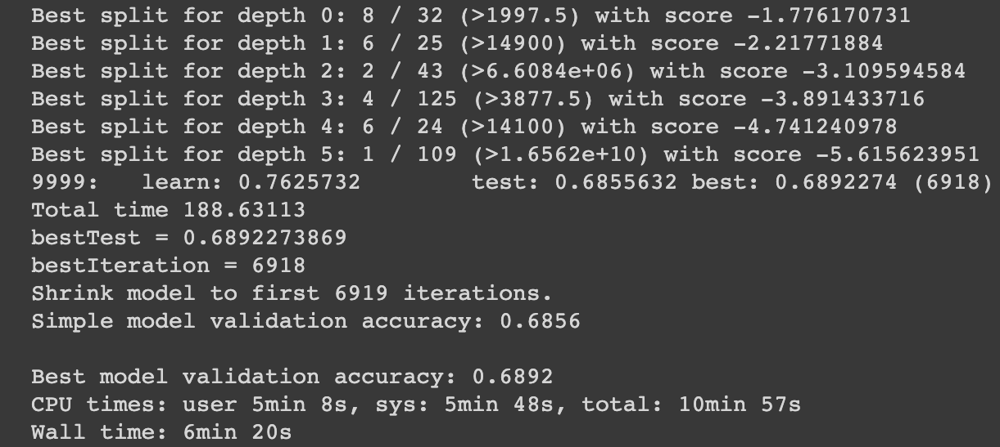 Best split for depth 0: 8 / 32 (>1997.5) with score -1.776170731
Best split for depth 1: 6 / 25 (>14900) with score -2.21771884
Best split for depth 2: 2 / 43 (>6.6084e+06) with score -3.109594584
Best split for depth 3: 4 / 125 (>3877.5) with score -3.891433716
Best split for depth 4: 6 / 24 (>14100) with score -4.741240978
Best split for depth 5: 1 / 109 (>1.6562e+10) with score -5.615623951
9999:   learn: 0.7625732        test: 0.6855632 best: 0.6892274 (6918)
Total time 188.63113
bestTest = 0.6892273869
bestIteration = 6918
Shrink model to first 6919 iterations.
Simple model validation accuracy: 0.6856
Best model validation accuracy: 0.6892
CPU times: user 5min 8s, sys: 5min 48s, total: 10min 57s
Wall time: 6min 20s